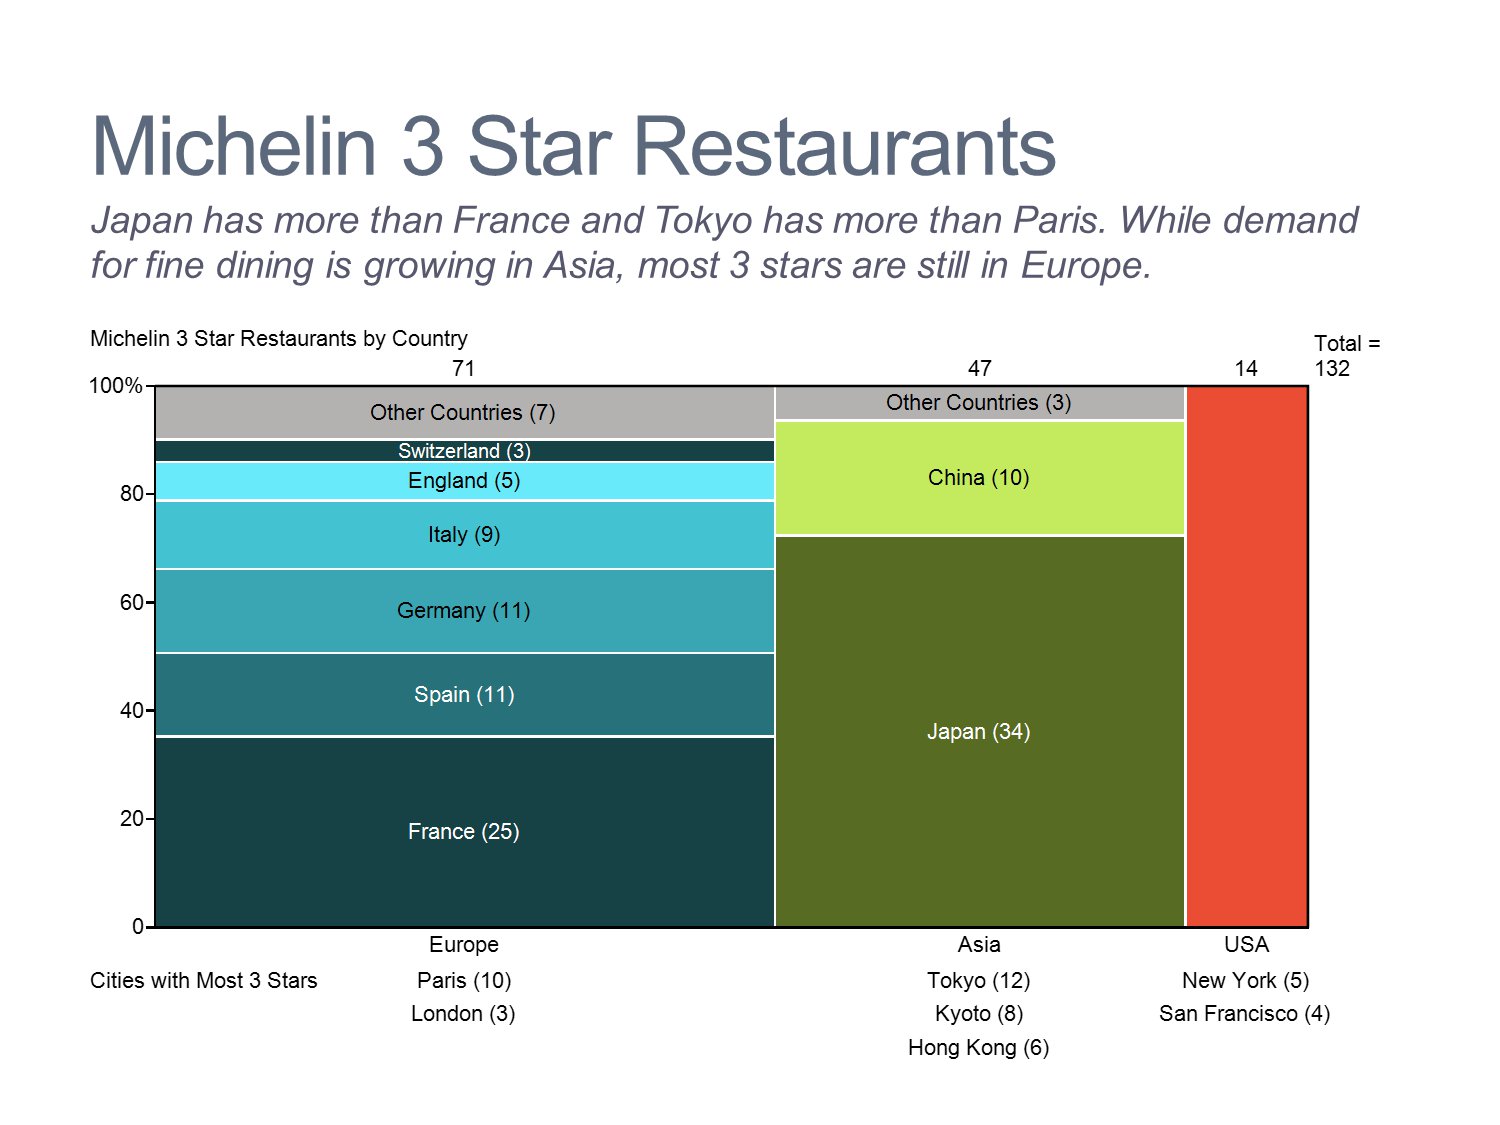 Michelin 3 Star Restaurants
Japan has more than France and Tokyo has more than Paris. While demand
for fine dining is growing in Asia, most 3 stars are still in Europe.
Michelin 3 Star Restaurants by Country
Total =
71 47 14 132
100%
Other Countries (7)
Other Countries (3)
Switzerland (3)
England (5)
China (10)
80
Italy (9)
60
Germany (11)
Spain (11)
40
Japan (34)
20
France (25)
0
Europe Asia USA
Cities with Most 3 Stars Paris (10) Tokyo (12) New York (5)
London (3) Kyoto (8) San Francisco (4)
Hong Kong (6)